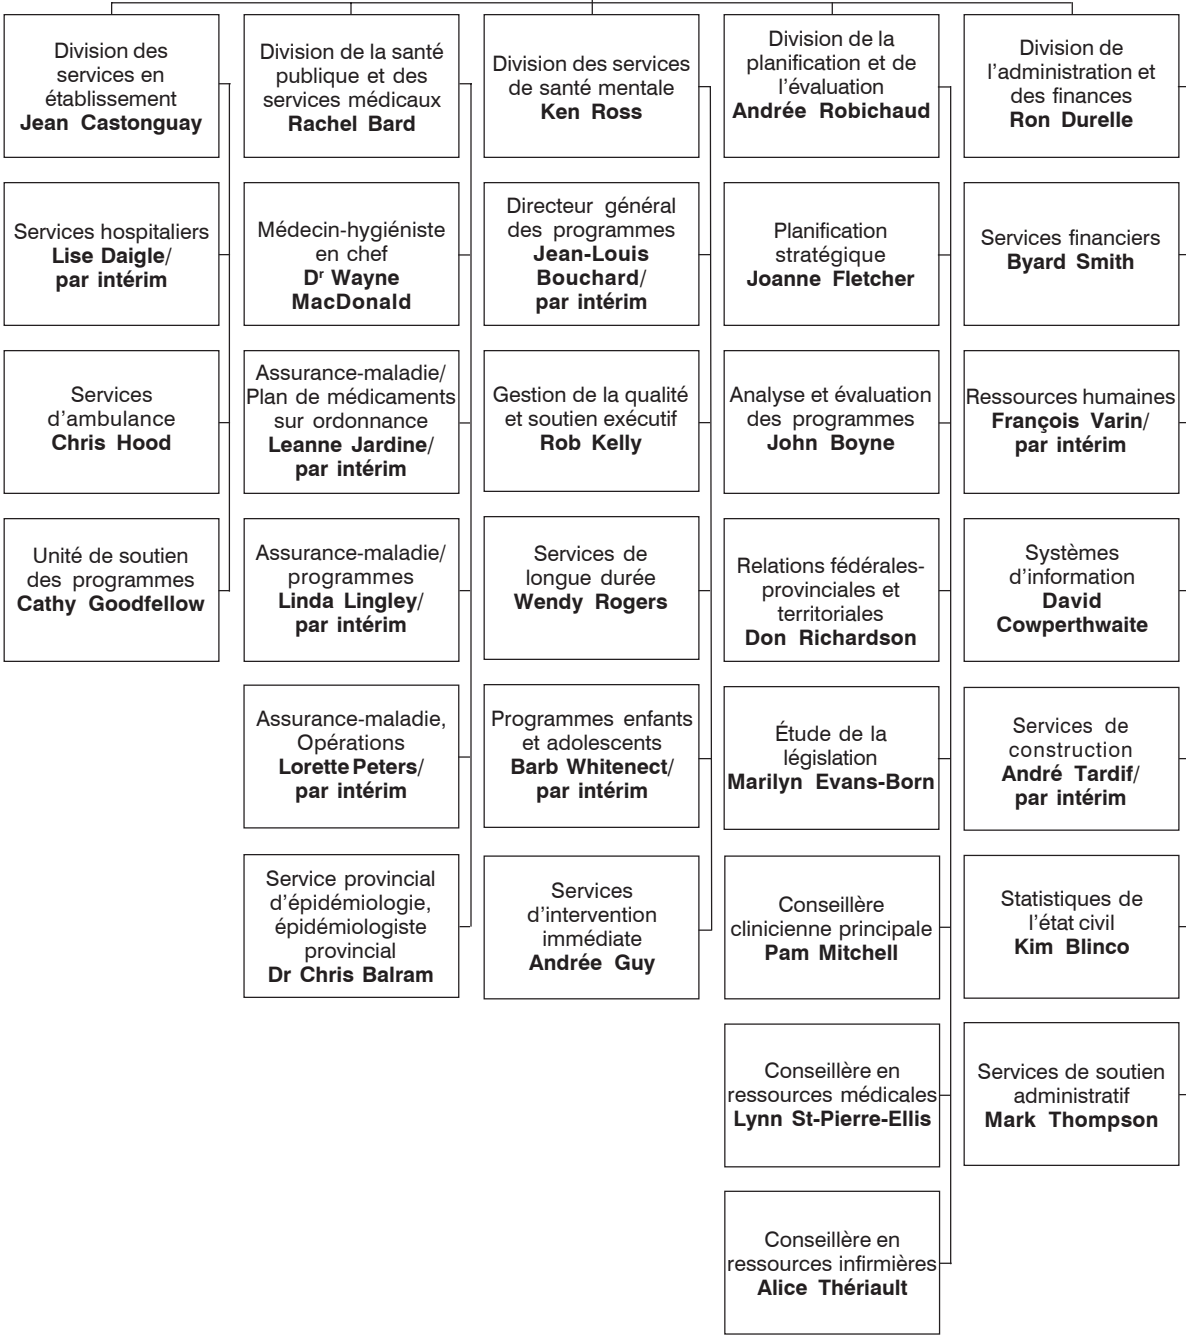 Division des
services en
établissement
Jean Castonguay
Services hospitaliers
Lise Daigle/
par intérim
Services
d'ambulance
Chris Hood
Unité de soutien
des programmes
Cathy Goodfellow
Division de la santé
publique et des
services médicaux
Rachel Bard
Médecin-hygiéniste
en chef
Dr Wayne
MacDonald
Assurance-maladie/
Plan de médicaments
sur ordonnance
Leanne Jardine/
par intérim
Assurance-maladie/
programmes
Linda Lingley/
par intérim
Assurance-maladie,
Opérations
Lorette Peters/
par intérim
Service provincial
d'épidémiologie,
épidémiologiste
provincial
Dr Chris Balram
Division des services
de santé mentale
Ken Ross
Directeur général
des programmes
Jean-Louis
Bouchard/
par intérim
Gestion de la qualité
et soutien exécutif
Rob Kelly
Services de
longue durée
Wendy Rogers
Programmes enfants
et adolescents
Barb Whitenect/
par intérim
Services
d'intervention
immédiate
Andrée Guy
Division de la
planification et de
l'évaluation
Andrée Robichaud
Planification
stratégique
Joanne Fletcher
Analyse et évaluation
des programmes
John Boyne
Relations fédérales-
provinciales et
territoriales
Don Richardson
Étude de la
législation
Marilyn Evans-Born
Conseillère
clinicienne principale
Pam Mitchell
Conseillère en
ressources médicales
Lynn St-Pierre-Ellis
Conseillère en
ressources infirmières
Alice Thériault
Division de
l'administration et
des finances
Ron Durelle
Services financiers
Byard Smith
Ressources humaines
François Varin/
par intérim
Systèmes
d'information
David
Cowperthwaite
Services de
construction
André Tardif/
par intérim
Statistiques de
l'état civil
Kim Blinco
Services de soutien
administratif
Mark Thompson